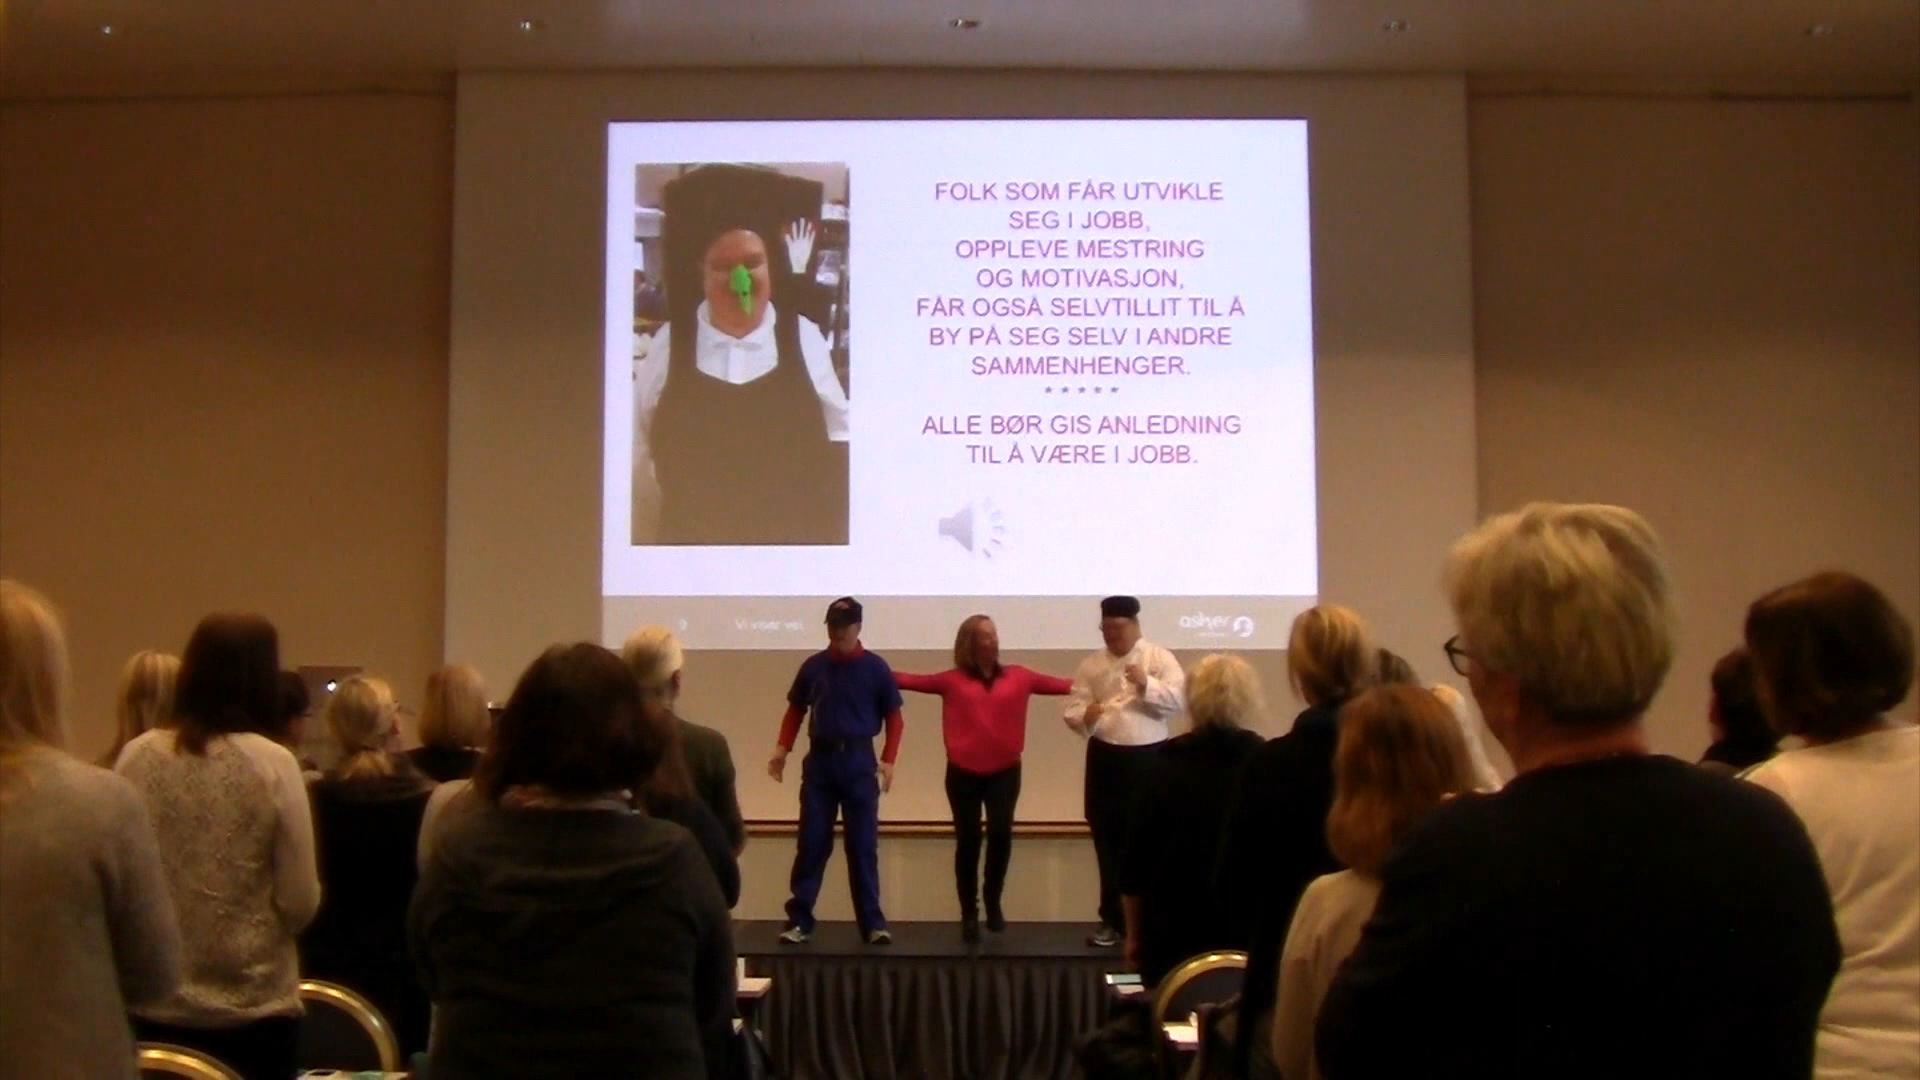 FOLK SOM FÅR UTVIKLE
SEG I JOBB,
OPPLEVE MESTRING
OG MOTIVASJON,
FÅR OGSÅ SELVTILLIT TIL Å
BY PÅ SEG SELV I ANDRE
SAMMENHENGER.
* * * * *
ALLE BØR GIS ANLEDNING
TIL Å VÆRE I JOBB.
9
Vi viser vei.